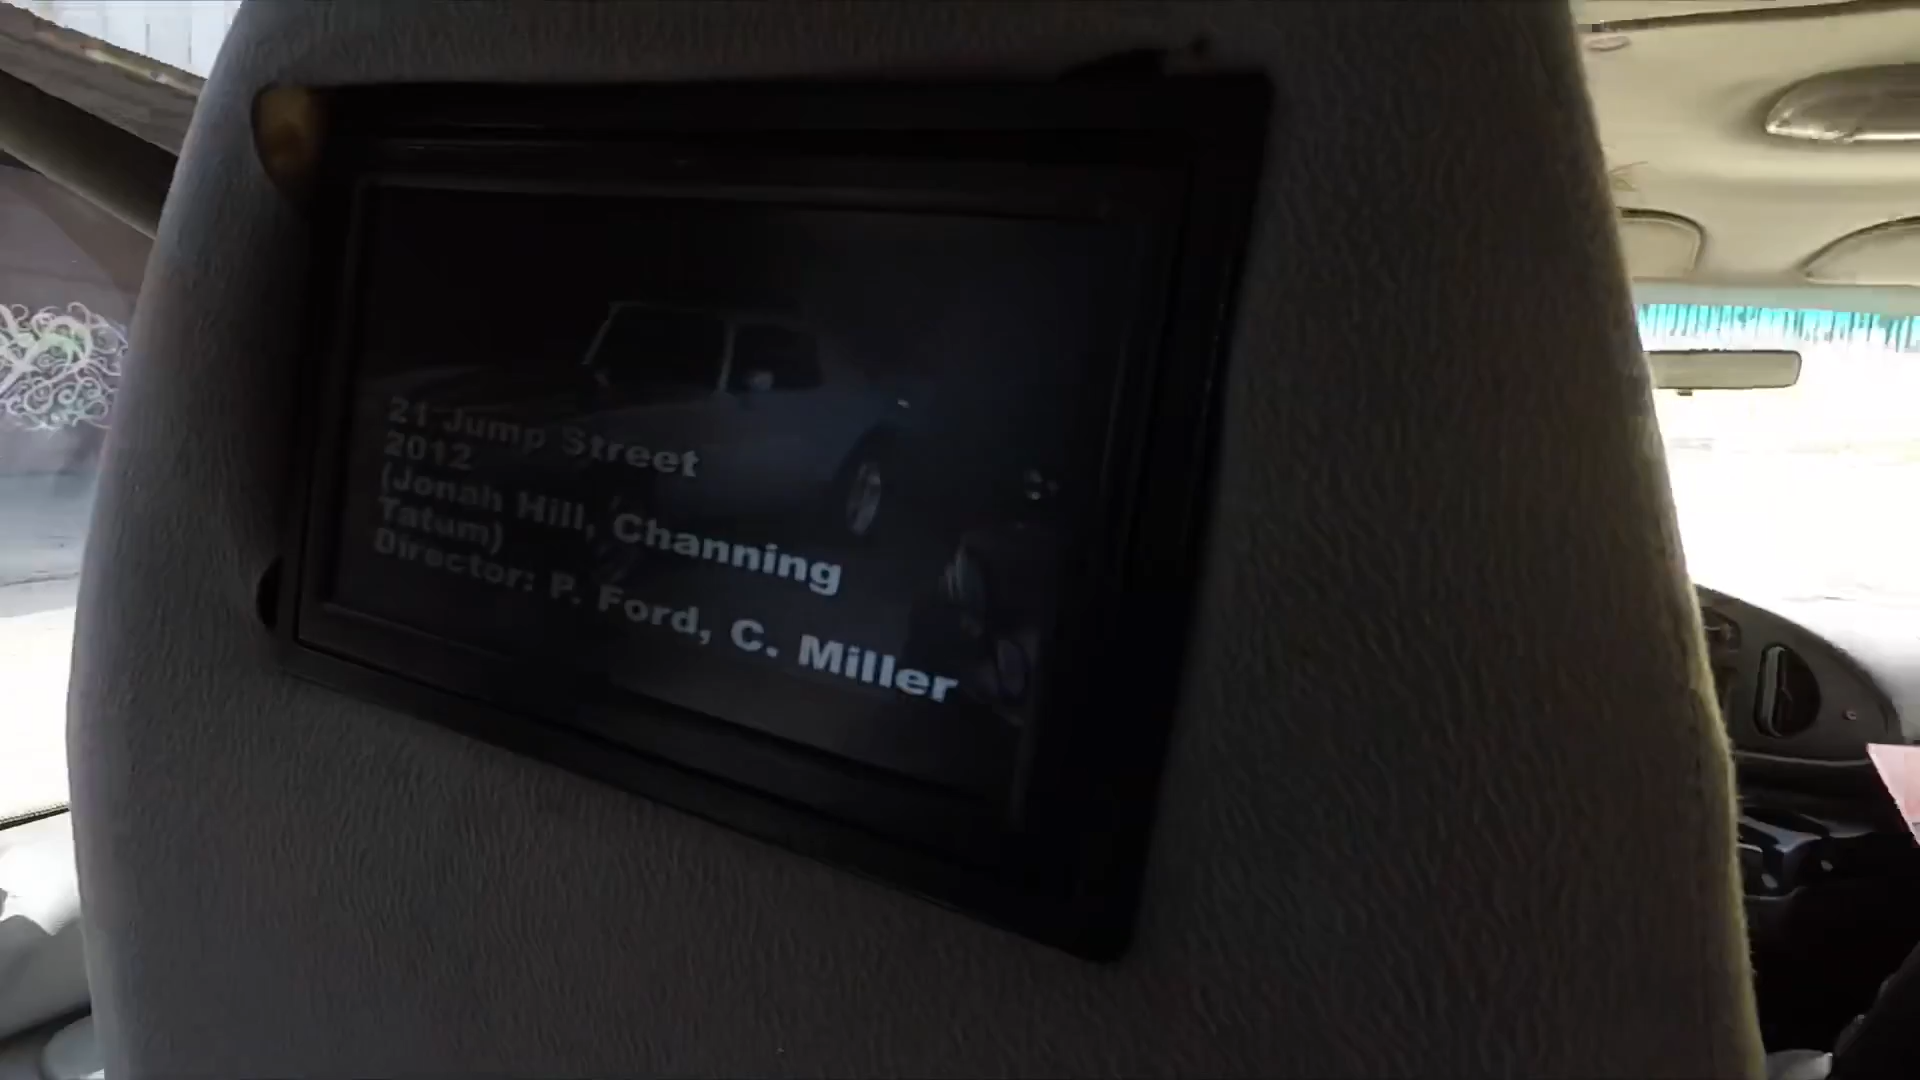 21 Jump Street
2012
(Jonah Hill, Channing
Tatum)
Director: P. Ford, C. Miller